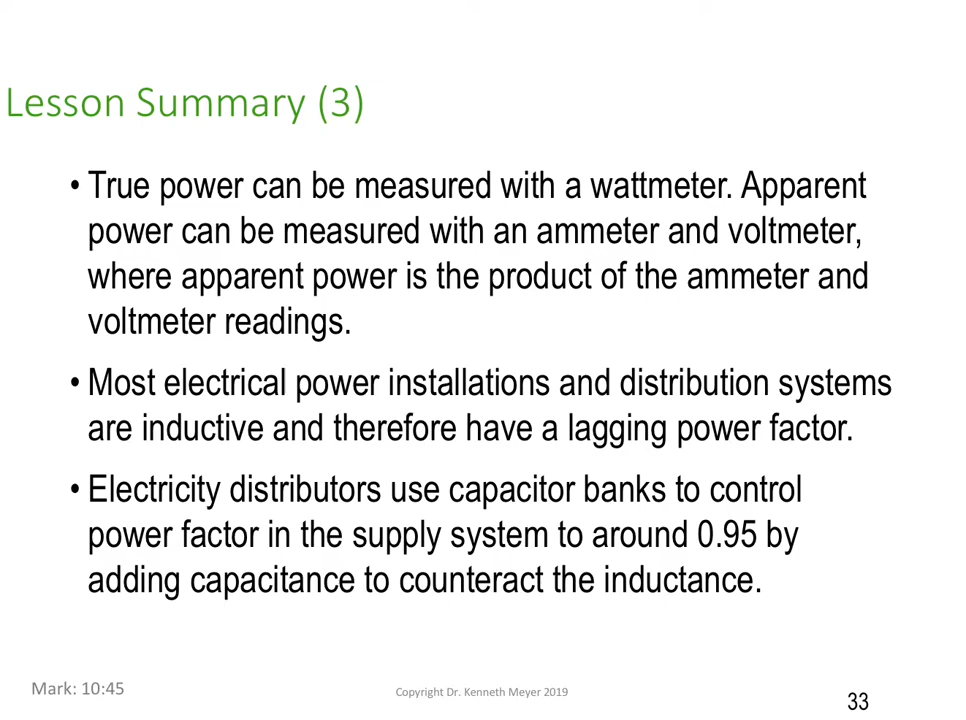 Lesson Summary (3)
• True power can be measured with a wattmeter. Apparent
power can be measured with an ammeter and voltmeter,
where apparent power is the product of the ammeter and
voltmeter readings.
• Most electrical power installations and distribution systems
are inductive and therefore have a lagging power factor.
• Electricity distributors use capacitor banks to control
power factor in the supply system to around 0.95 by
adding capacitance to counteract the inductance.
Mark: 10:45
Copyright Dr. Kenneth Meyer 2019
33